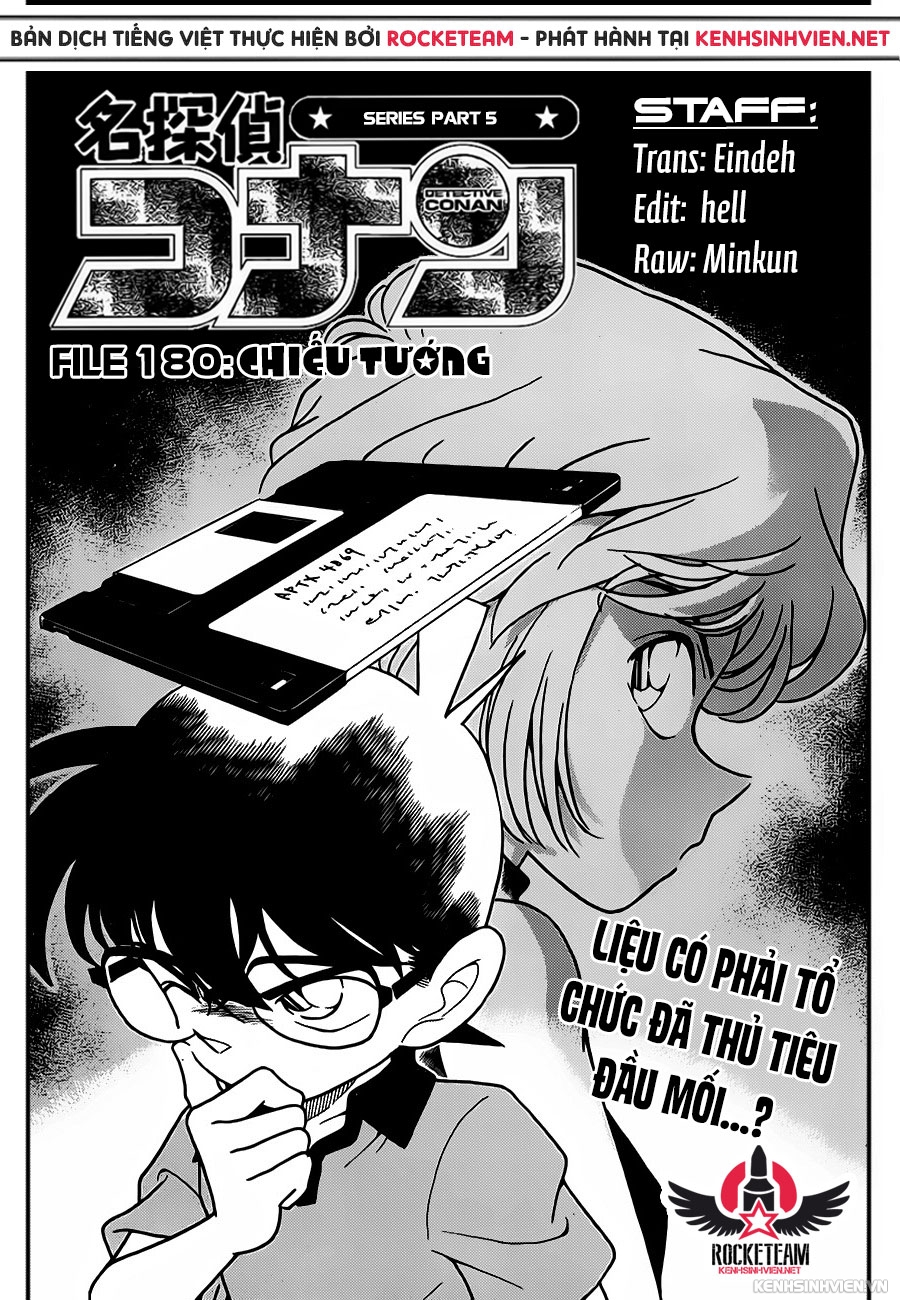 BẢN DỊCH TIẾNG VIỆT THỰC HIỆN BỞI ROCKETEAM - PHÁT HÀNH TẠI KENHSINHVIEN.NET
名探偵
SERIES PART 5
コナン
DETECTIVE
CONAN
FILE 180: CHIẾU TƯỚNG
STAFF:
Trans: Eindeh
Edit: hell
Raw: Minkun
APTX 4869
LIỆU CÓ PHẢI TỔ
CHỨC ĐÃ THỦ TIÊU
ĐẦU MỐI...?
ROCKETEAM
KENHSINHVIEN.NET
KENHSINHVIEN.VN